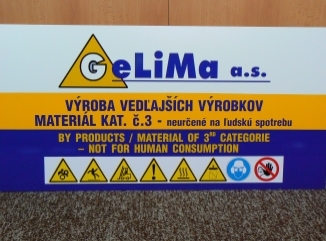 GeLiMa a.s.
VÝROBA VEDĽAJŠÍCH VÝROBKOV
MATERIÁL KAT. č.3 - neurčené na ľudskú spotrebu
BY PRODUCTS / MATERIAL OF 3RD CATEGORIE
– NOT FOR HUMAN CONSUMPTION